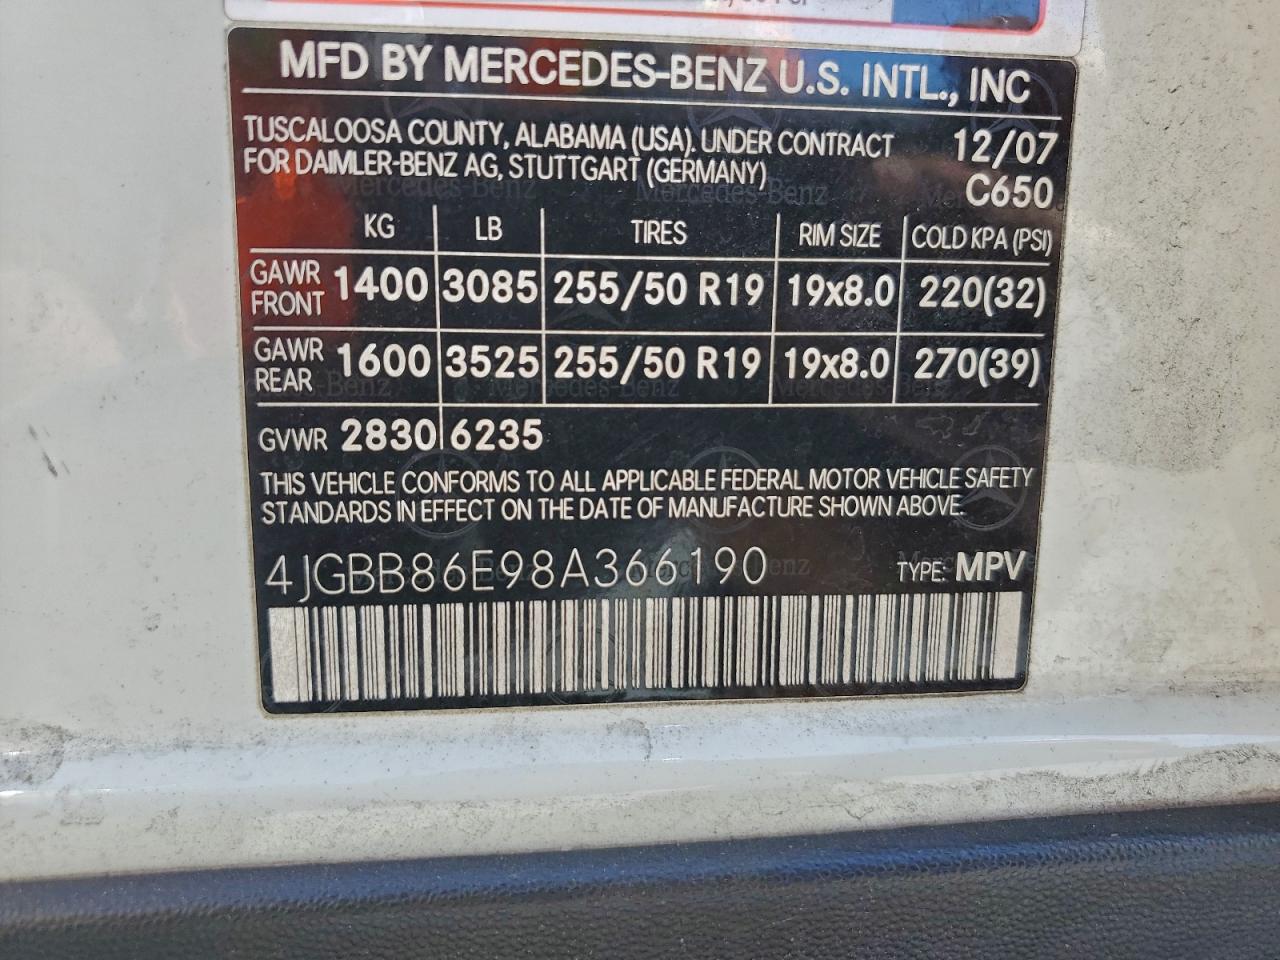 MFD BY MERCEDES-BENZ U.S. INTL., INC
TUSCALOOSA COUNTY, ALABAMA (USA). UNDER CONTRACT 12/07
FOR DAIMLER-BENZ AG, STUTTGART (GERMANY) C650
KG LB TIRES RIM SIZE COLD KPA (PSI)
GAWR FRONT 1400 3085 255/50 R19 19x8.0 220(32)
GAWR REAR 1600 3525 255/50 R19 19x8.0 270(39)
GVWR 2830 6235
THIS VEHICLE CONFORMS TO ALL APPLICABLE FEDERAL MOTOR VEHICLE SAFETY
STANDARDS IN EFFECT ON THE DATE OF MANUFACTURE SHOWN ABOVE.
4JGBB86E98A366190 TYPE: MPV